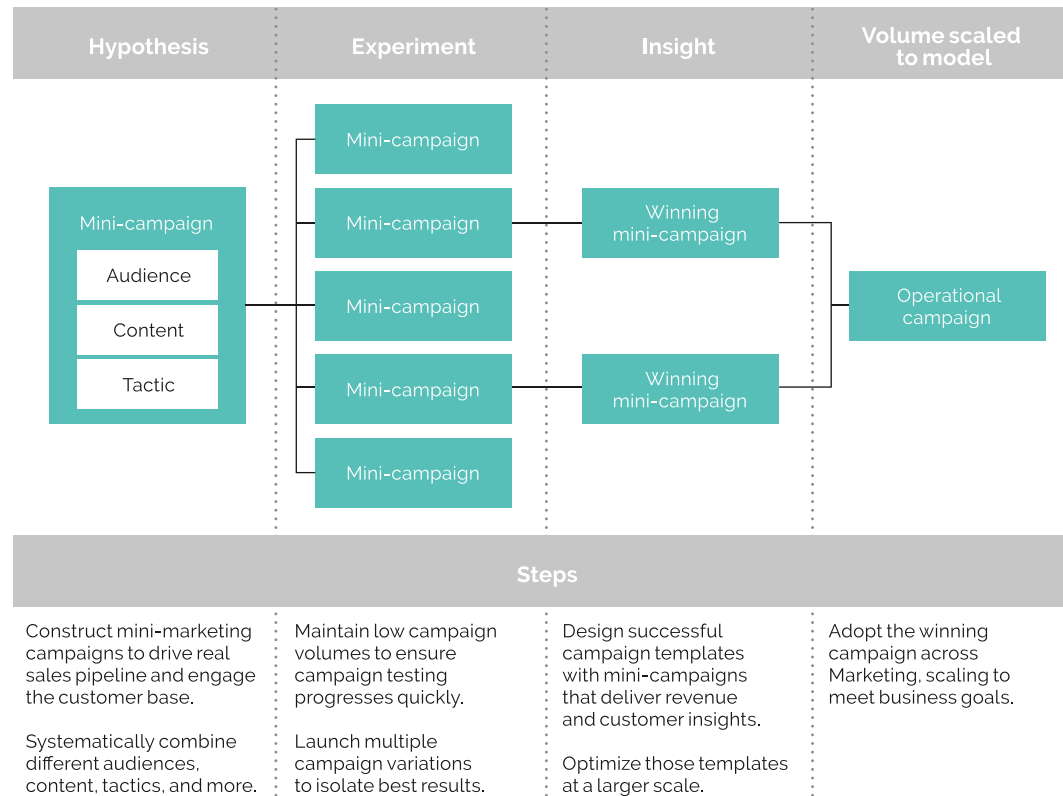 Hypothesis
Experiment
Insight
Volume scaled
to model
Mini-campaign
Audience
Content
Tactic
Mini-campaign
Mini-campaign
Mini-campaign
Mini-campaign
Mini-campaign
Winning
mini-campaign
Winning
mini-campaign
Operational
campaign
Steps
Construct mini-marketing
campaigns to drive real
sales pipeline and engage
the customer base.
Systematically combine
different audiences,
content, tactics, and more.
Maintain low campaign
volumes to ensure
campaign testing
progresses quickly.
Launch multiple
campaign variations
to isolate best results.
Design successful
campaign templates
with mini-campaigns
that deliver revenue
and customer insights.
Optimize those templates
at a larger scale.
Adopt the winning
campaign across
Marketing, scaling to
meet business goals.